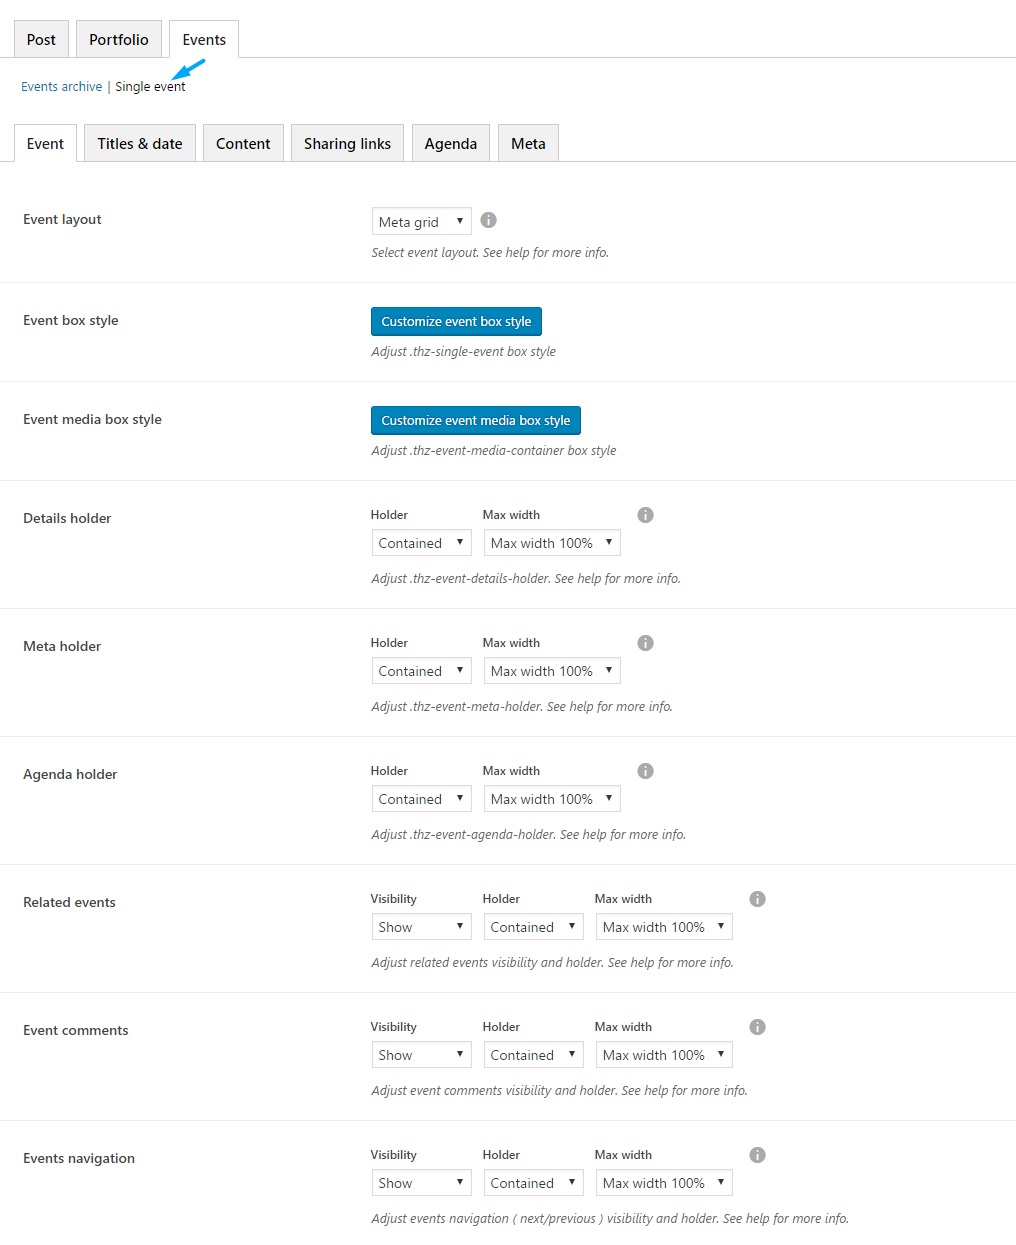 Post Portfolio Events
Events archive | Single event
Event Titles & date Content Sharing links Agenda Meta
Event layout
Meta grid
Select event layout. See help for more info.
Event box style
Customize event box style
Adjust .thz-single-event box style
Event media box style
Customize event media box style
Adjust .thz-event-media-container box style
Details holder
Holder Max width
Contained Max width 100%
Adjust .thz-event-details-holder. See help for more info.
Meta holder
Holder Max width
Contained Max width 100%
Adjust .thz-event-meta-holder. See help for more info.
Agenda holder
Holder Max width
Contained Max width 100%
Adjust .thz-event-agenda-holder. See help for more info.
Related events
Visibility Holder Max width
Show Contained Max width 100%
Adjust related events visibility and holder. See help for more info.
Event comments
Visibility Holder Max width
Show Contained Max width 100%
Adjust event comments visibility and holder. See help for more info.
Events navigation
Visibility Holder Max width
Show Contained Max width 100%
Adjust events navigation ( next/previous ) visibility and holder. See help for more info.